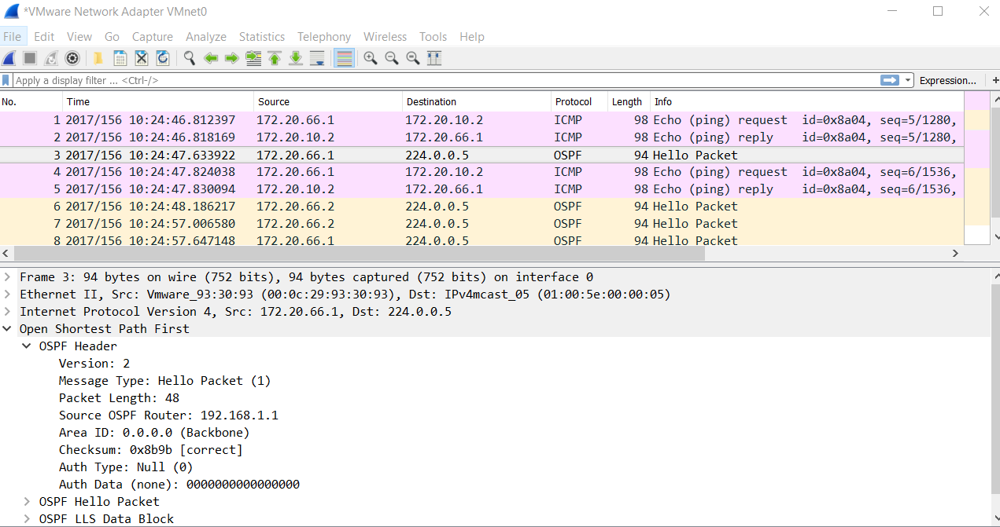 *VMware Network Adapter VMnet0
File Edit View Go Capture Analyze Statistics Telephony Wireless Tools Help
Apply a display filter ... <Ctrl-/> Expression... +
No. Time Source Destination Protocol Length Info
1 2017/156 10:24:46.812397 172.20.66.1 172.20.10.2 ICMP 98 Echo (ping) request id=0x8a04, seq=5/1280,
2 2017/156 10:24:46.818169 172.20.10.2 172.20.66.1 ICMP 98 Echo (ping) reply id=0x8a04, seq=5/1280,
3 2017/156 10:24:47.633922 172.20.66.1 224.0.0.5 OSPF 94 Hello Packet
4 2017/156 10:24:47.824038 172.20.66.1 172.20.10.2 ICMP 98 Echo (ping) request id=0x8a04, seq=6/1536,
5 2017/156 10:24:47.830094 172.20.10.2 172.20.66.1 ICMP 98 Echo (ping) reply id=0x8a04, seq=6/1536,
6 2017/156 10:24:48.186217 172.20.66.2 224.0.0.5 OSPF 94 Hello Packet
7 2017/156 10:24:57.006580 172.20.66.2 224.0.0.5 OSPF 94 Hello Packet
8 2017/156 10:24:57.647148 172.20.66.1 224.0.0.5 OSPF 94 Hello Packet
Frame 3: 94 bytes on wire (752 bits), 94 bytes captured (752 bits) on interface 0
Ethernet II, Src: Vmware_93:30:93 (00:0c:29:93:30:93), Dst: IPv4mcast_05 (01:00:5e:00:00:05)
Internet Protocol Version 4, Src: 172.20.66.1, Dst: 224.0.0.5
Open Shortest Path First
OSPF Header
Version: 2
Message Type: Hello Packet (1)
Packet Length: 48
Source OSPF Router: 192.168.1.1
Area ID: 0.0.0.0 (Backbone)
Checksum: 0x8b9b [correct]
Auth Type: Null (0)
Auth Data (none): 0000000000000000
OSPF Hello Packet
OSPF LLS Data Block